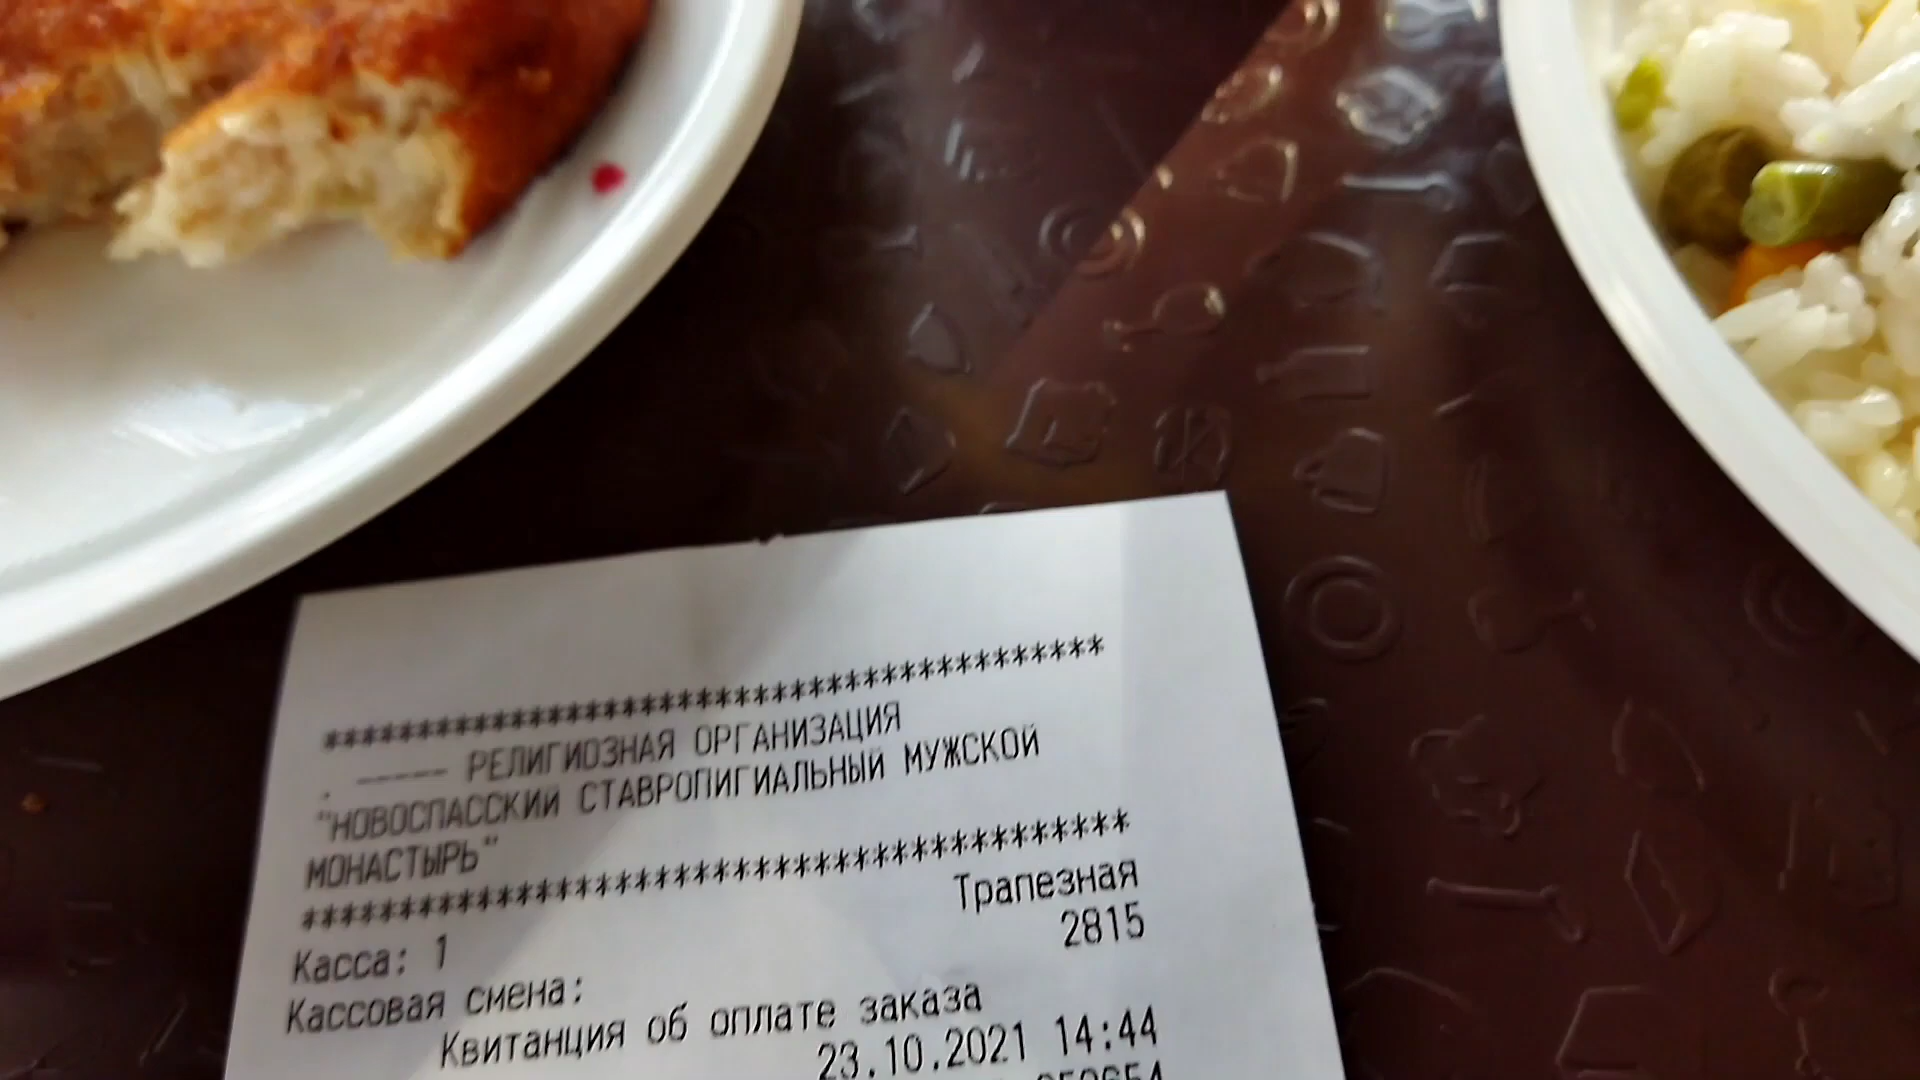 ******************************************
. ----- РЕЛИГИОЗНАЯ ОРГАНИЗАЦИЯ
"НОВОСПАССКИЙ СТАВРОПИГИАЛЬНЫЙ МУЖСКОЙ
МОНАСТЫРЬ"
******************************************
Касса: 1 Трапезная
Кассовая смена: 2815
Квитанция об оплате заказа
23.10.2021 14:44